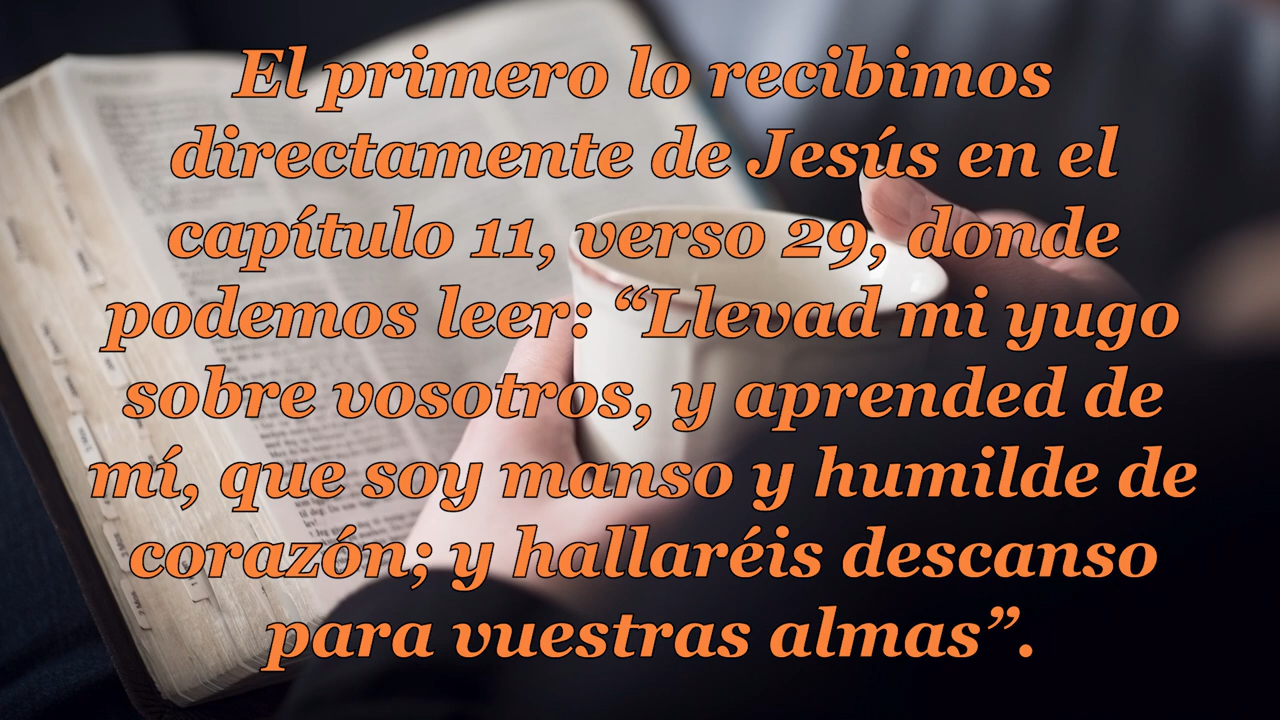 El primero lo recibimos
directamente de Jesús en el
capítulo 11, verso 29, donde
podemos leer: “Llevad mi yugo
sobre vosotros, y aprended de
mí, que soy manso y humilde de
corazón; y hallaréis descanso
para vuestras almas”.